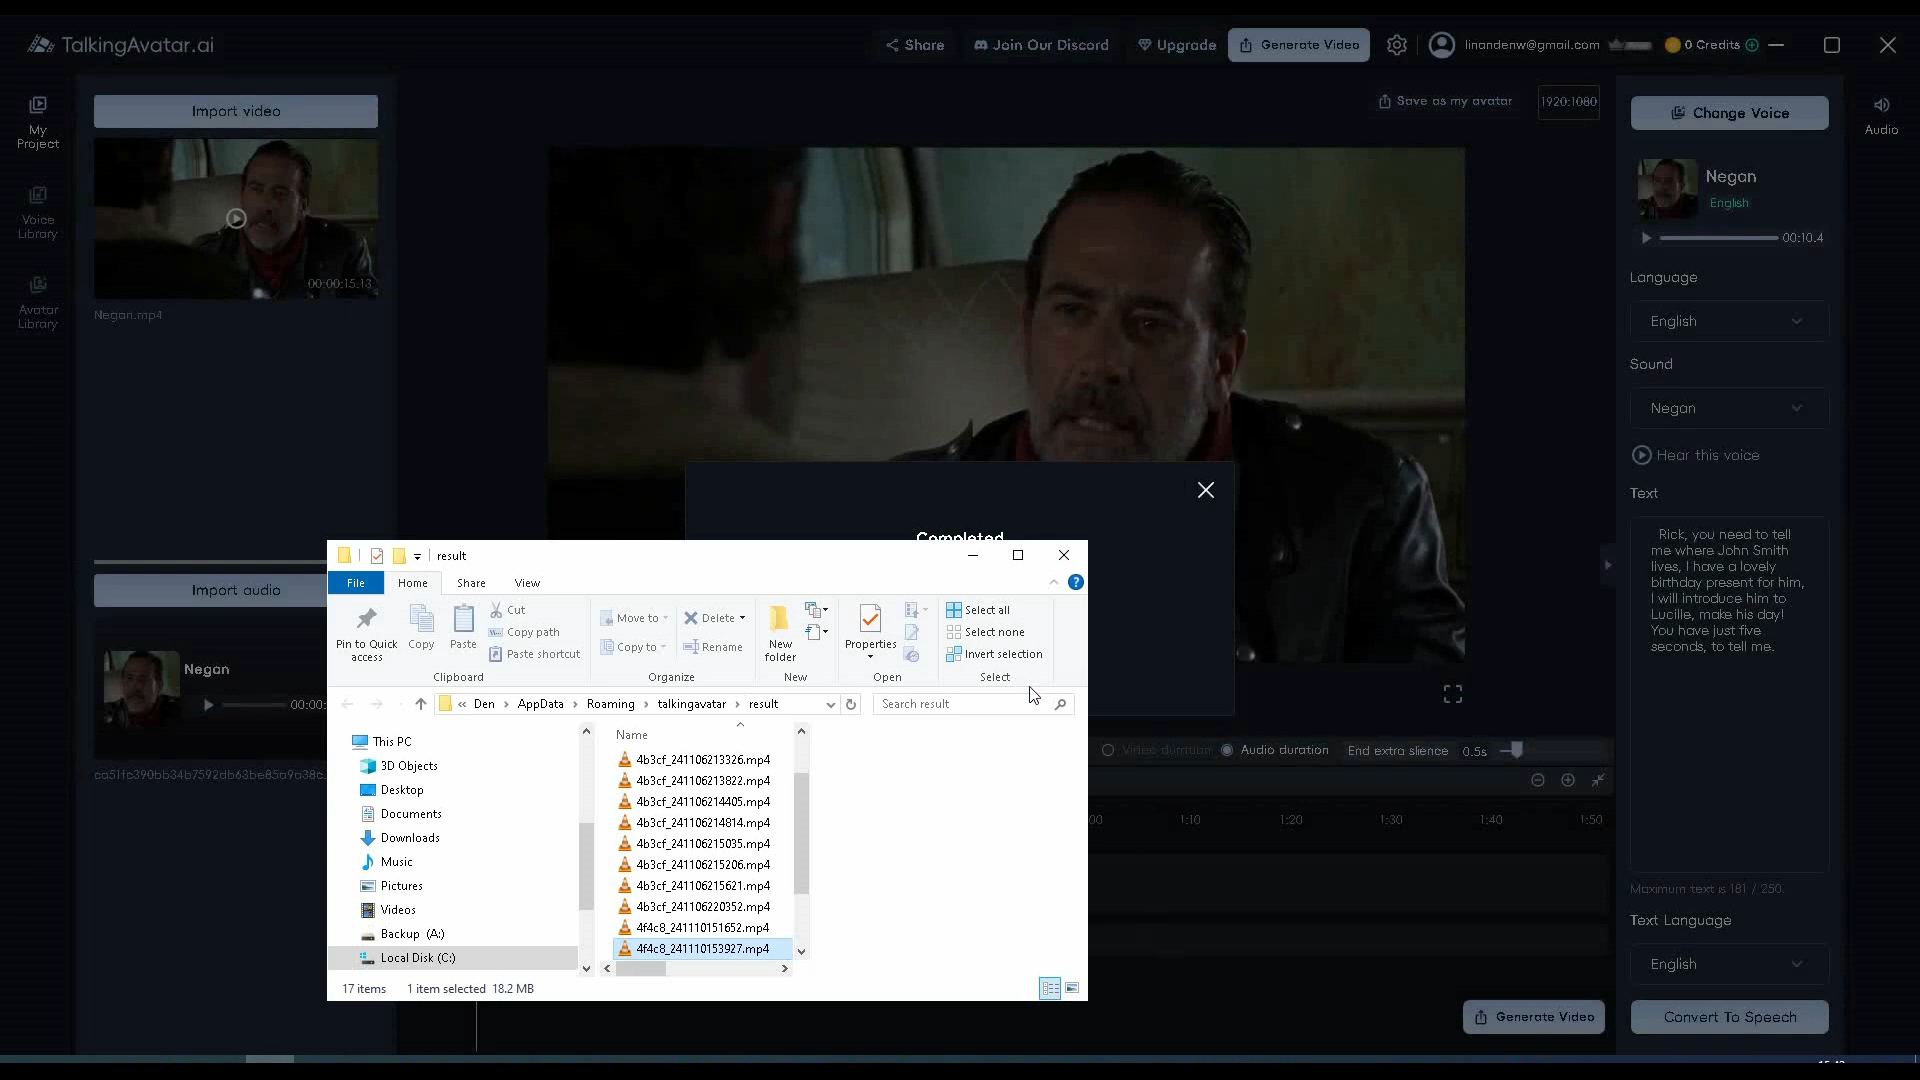 TalkingAvatar.ai
Share
Join Our Discord
Upgrade
Generate Video
linandenw@gmail.com
0 Credits
My
Project
Voice
Library
Avatar
Library
Import video
00:00:15.13
Negan.mp4
Save as my avatar
1920:1080
Completed
Import audio
Negan
00:00:
ca51fc390bb34b7592db63be85a9a38c.
result
File
Home
Share
View
Pin to Quick
access
Copy
Paste
Cut
Copy path
Paste shortcut
Clipboard
Move to
Copy to
Delete
Rename
Organize
New
folder
New
Properties
Open
Select all
Select none
Invert selection
Select
« Den › AppData › Roaming › talkingavatar › result
Search result
This PC
3D Objects
Desktop
Documents
Downloads
Music
Pictures
Videos
Backup (A:)
Local Disk (C:)
Name
4b3cf_241106213326.mp4
4b3cf_241106213822.mp4
4b3cf_241106214405.mp4
4b3cf_241106214814.mp4
4b3cf_241106215035.mp4
4b3cf_241106215206.mp4
4b3cf_241106215621.mp4
4b3cf_241106220352.mp4
4f4c8_241110151652.mp4
4f4c8_241110153927.mp4
17 items
1 item selected 18.2 MB
Video duration
Audio duration
End extra slience
0.5s
00
1:10
1:20
1:30
1:40
1:50
Generate Video
Change Voice
Negan
English
00:10.4
Language
English
Sound
Negan
Hear this voice
Text
Rick, you need to tell
me where John Smith
lives, I have a lovely
birthday present for him,
I will introduce him to
Lucille, make his day!
You have just five
seconds, to tell me.
Maximum text is 181 / 250.
Text Language
English
Convert To Speech
Audio